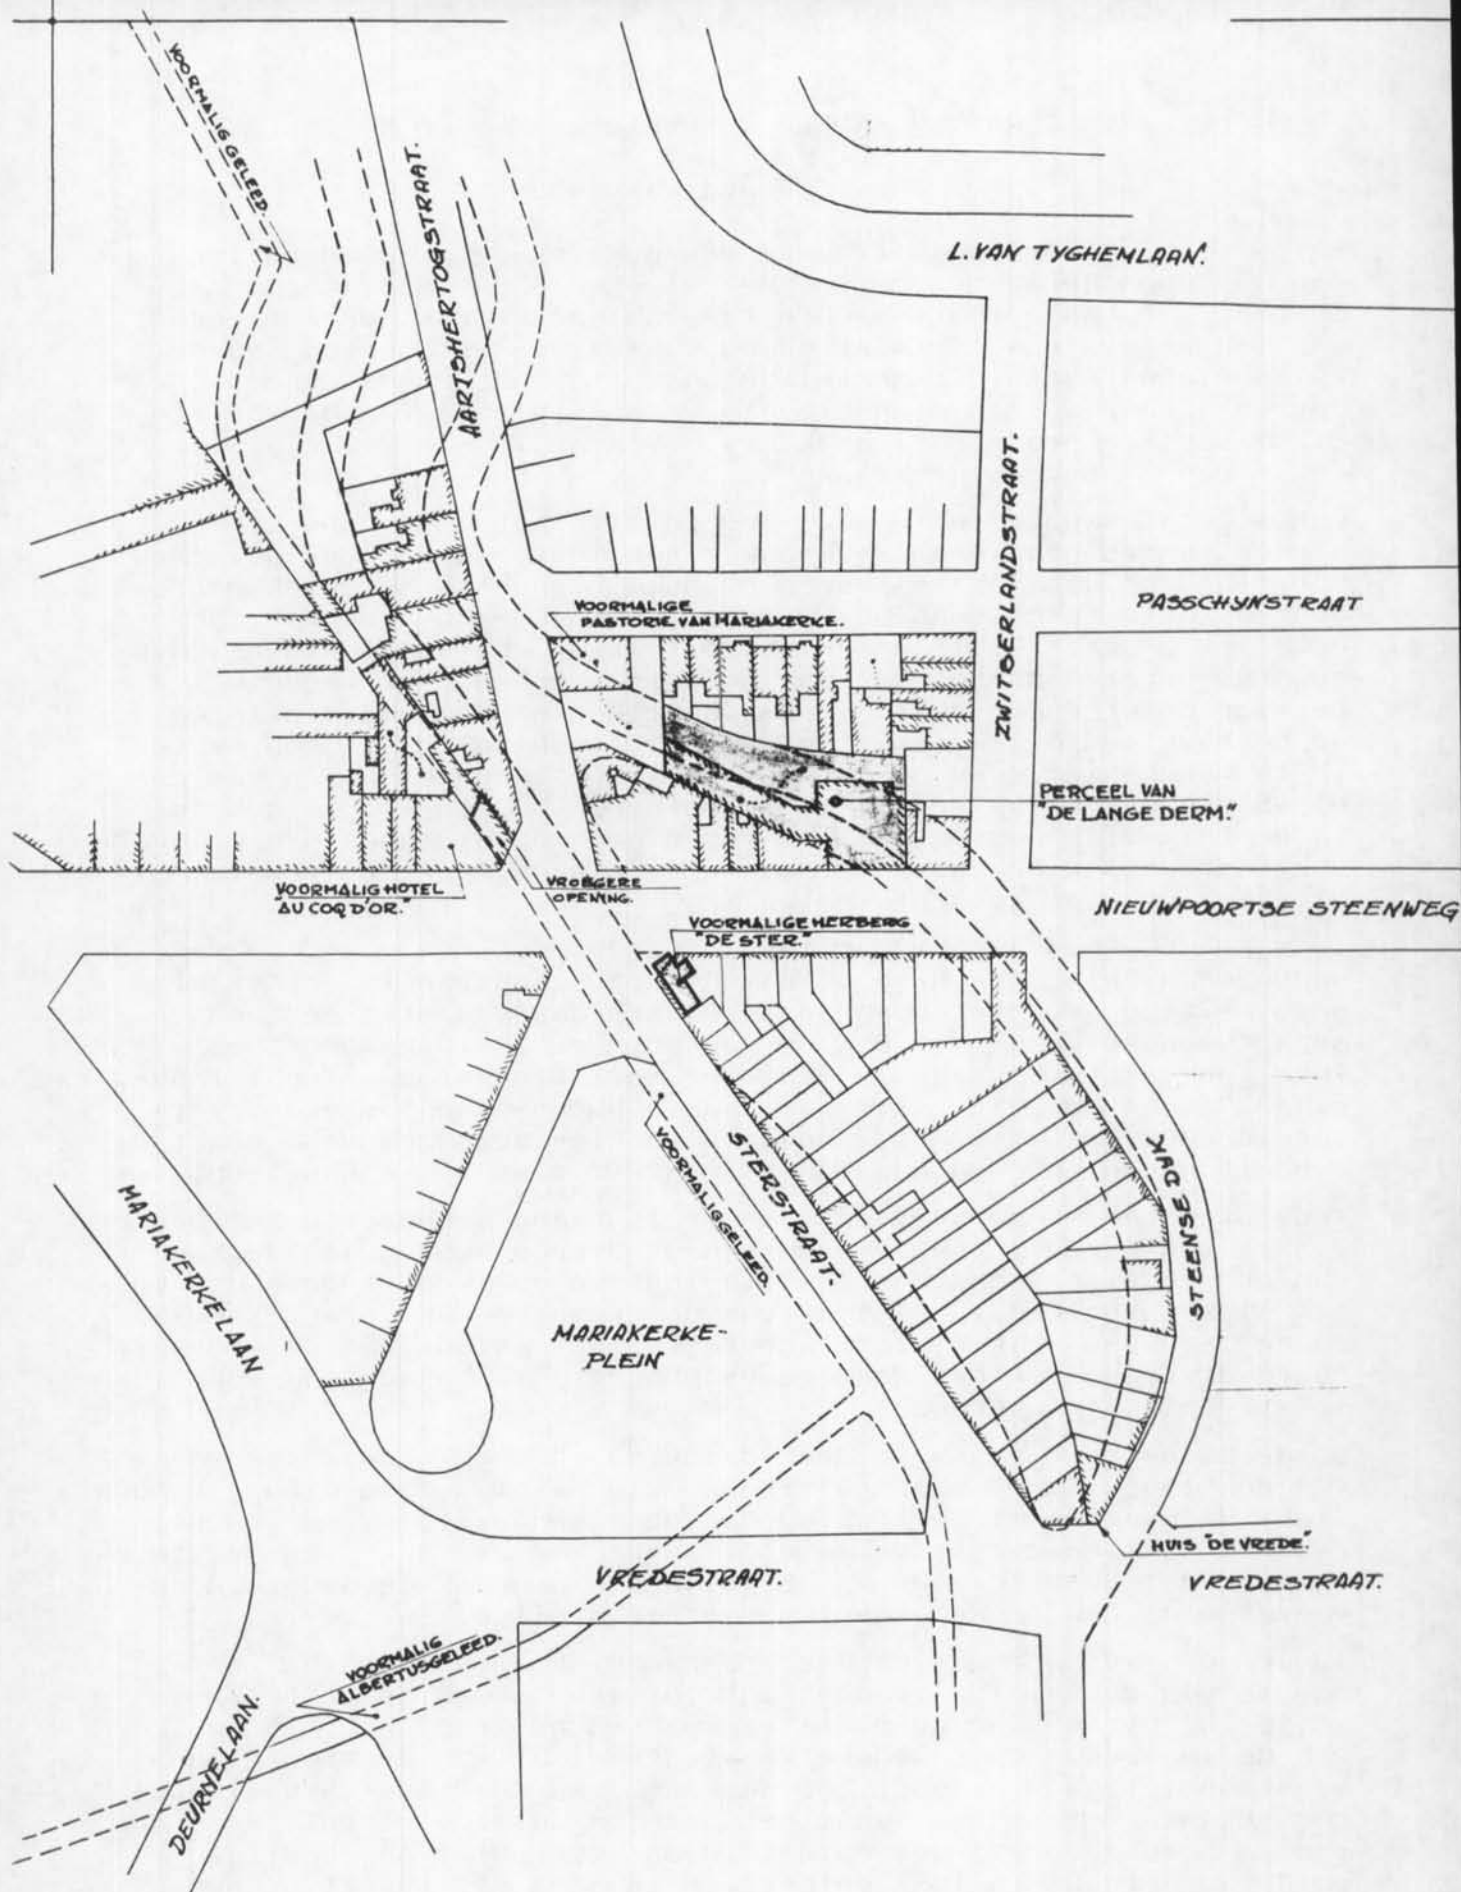 VOORMALIG GELEED.
AARTSHERTOGSTRAAT.
L. VAN TYGHEMLAAN.
ZWITSERLANDSTRAAT.
PASSCHYNSTRAAT
VOORMALIGE
PASTORIE VAN MARIAKERKE.
PERCEEL VAN
"DE LANGE DERM."
VOORMALIG HOTEL
"AU COQ D'OR."
VROEGERE
OPENING.
NIEUWPOORTSE STEENWEG
VOORMALIGE HERBERG
"DE STER."
MARIAKERKELAAN
VOORMALIG GELEED.
STERSTRAAT.
STEENSE DIJK
MARIAKERKE-
PLEIN
HUIS "DE VREDE".
VREDESTRAAT.
VREDESTRAAT.
VOORMALIG
ALBERTUSGELEED.
DEURNELAAN.